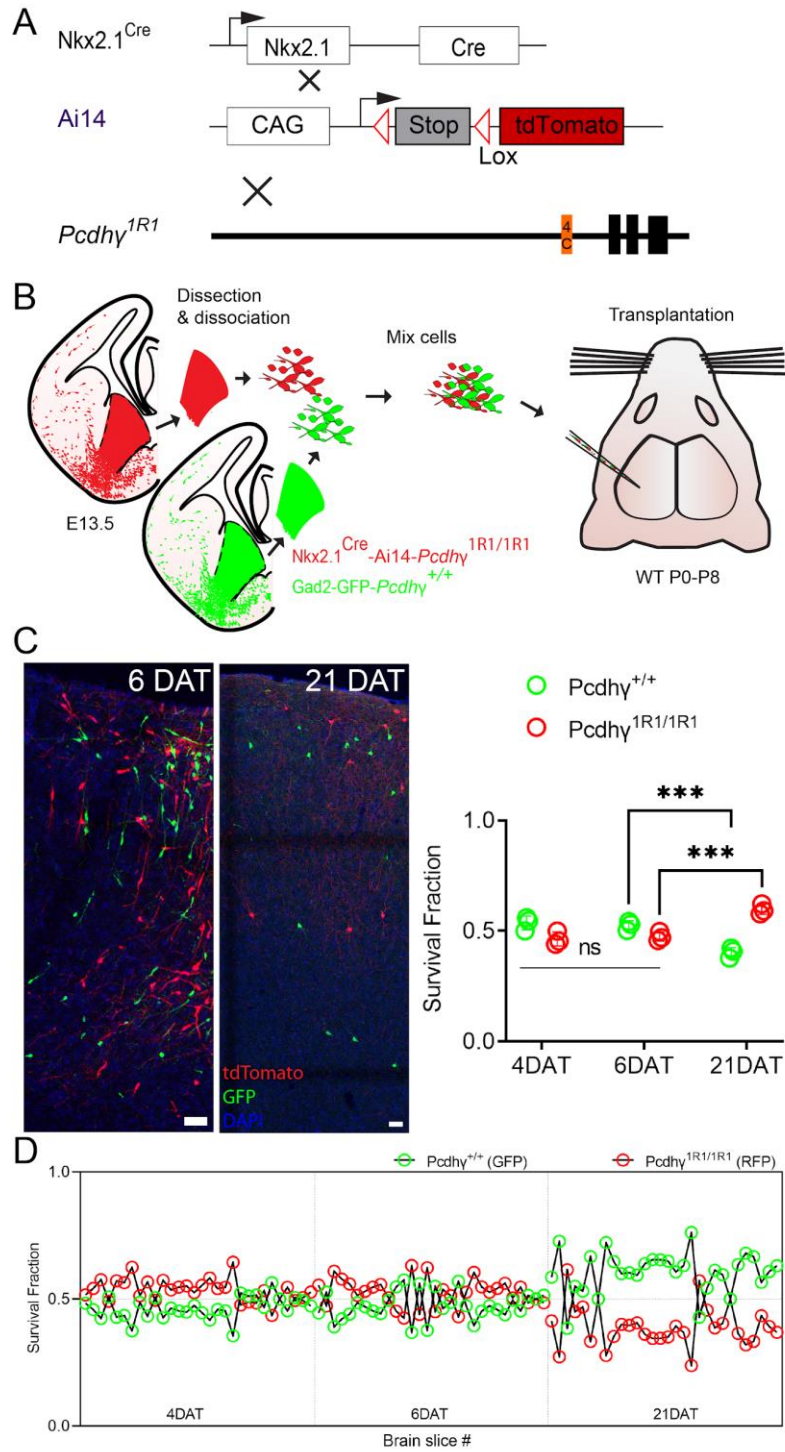 A
Nkx2.1Cre
Nkx2.1
Cre
Ai14
CAG
Stop
tdTomato
Lox
Pcdhγ1R1
4
C
B
Dissection
& dissociation
Mix cells
Transplantation
E13.5
Nkx2.1Cre-Ai14-Pcdhγ1R1/1R1
Gad2-GFP-Pcdhγ+/+
WT P0-P8
C
6 DAT
21 DAT
tdTomato
GFP
DAPI
Pcdhγ+/+
Pcdhγ1R1/1R1
***
***
ns
1.0
0.5
0.0
Survival Fraction
4DAT
6DAT
21DAT
D
Pcdhγ+/+ (GFP)
Pcdhγ1R1/1R1 (RFP)
1.0
0.5
0.0
Survival Fraction
4DAT
6DAT
21DAT
Brain slice #